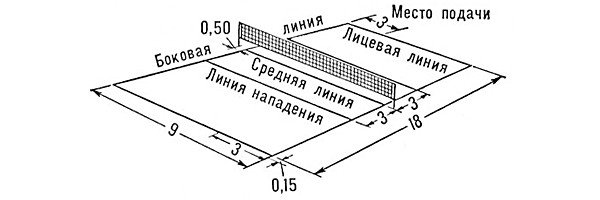 0,50
линия
3
Место подачи
Боковая
Лицевая линия
Средняя линия
Линия нападения
3
3
18
9
3
0,15